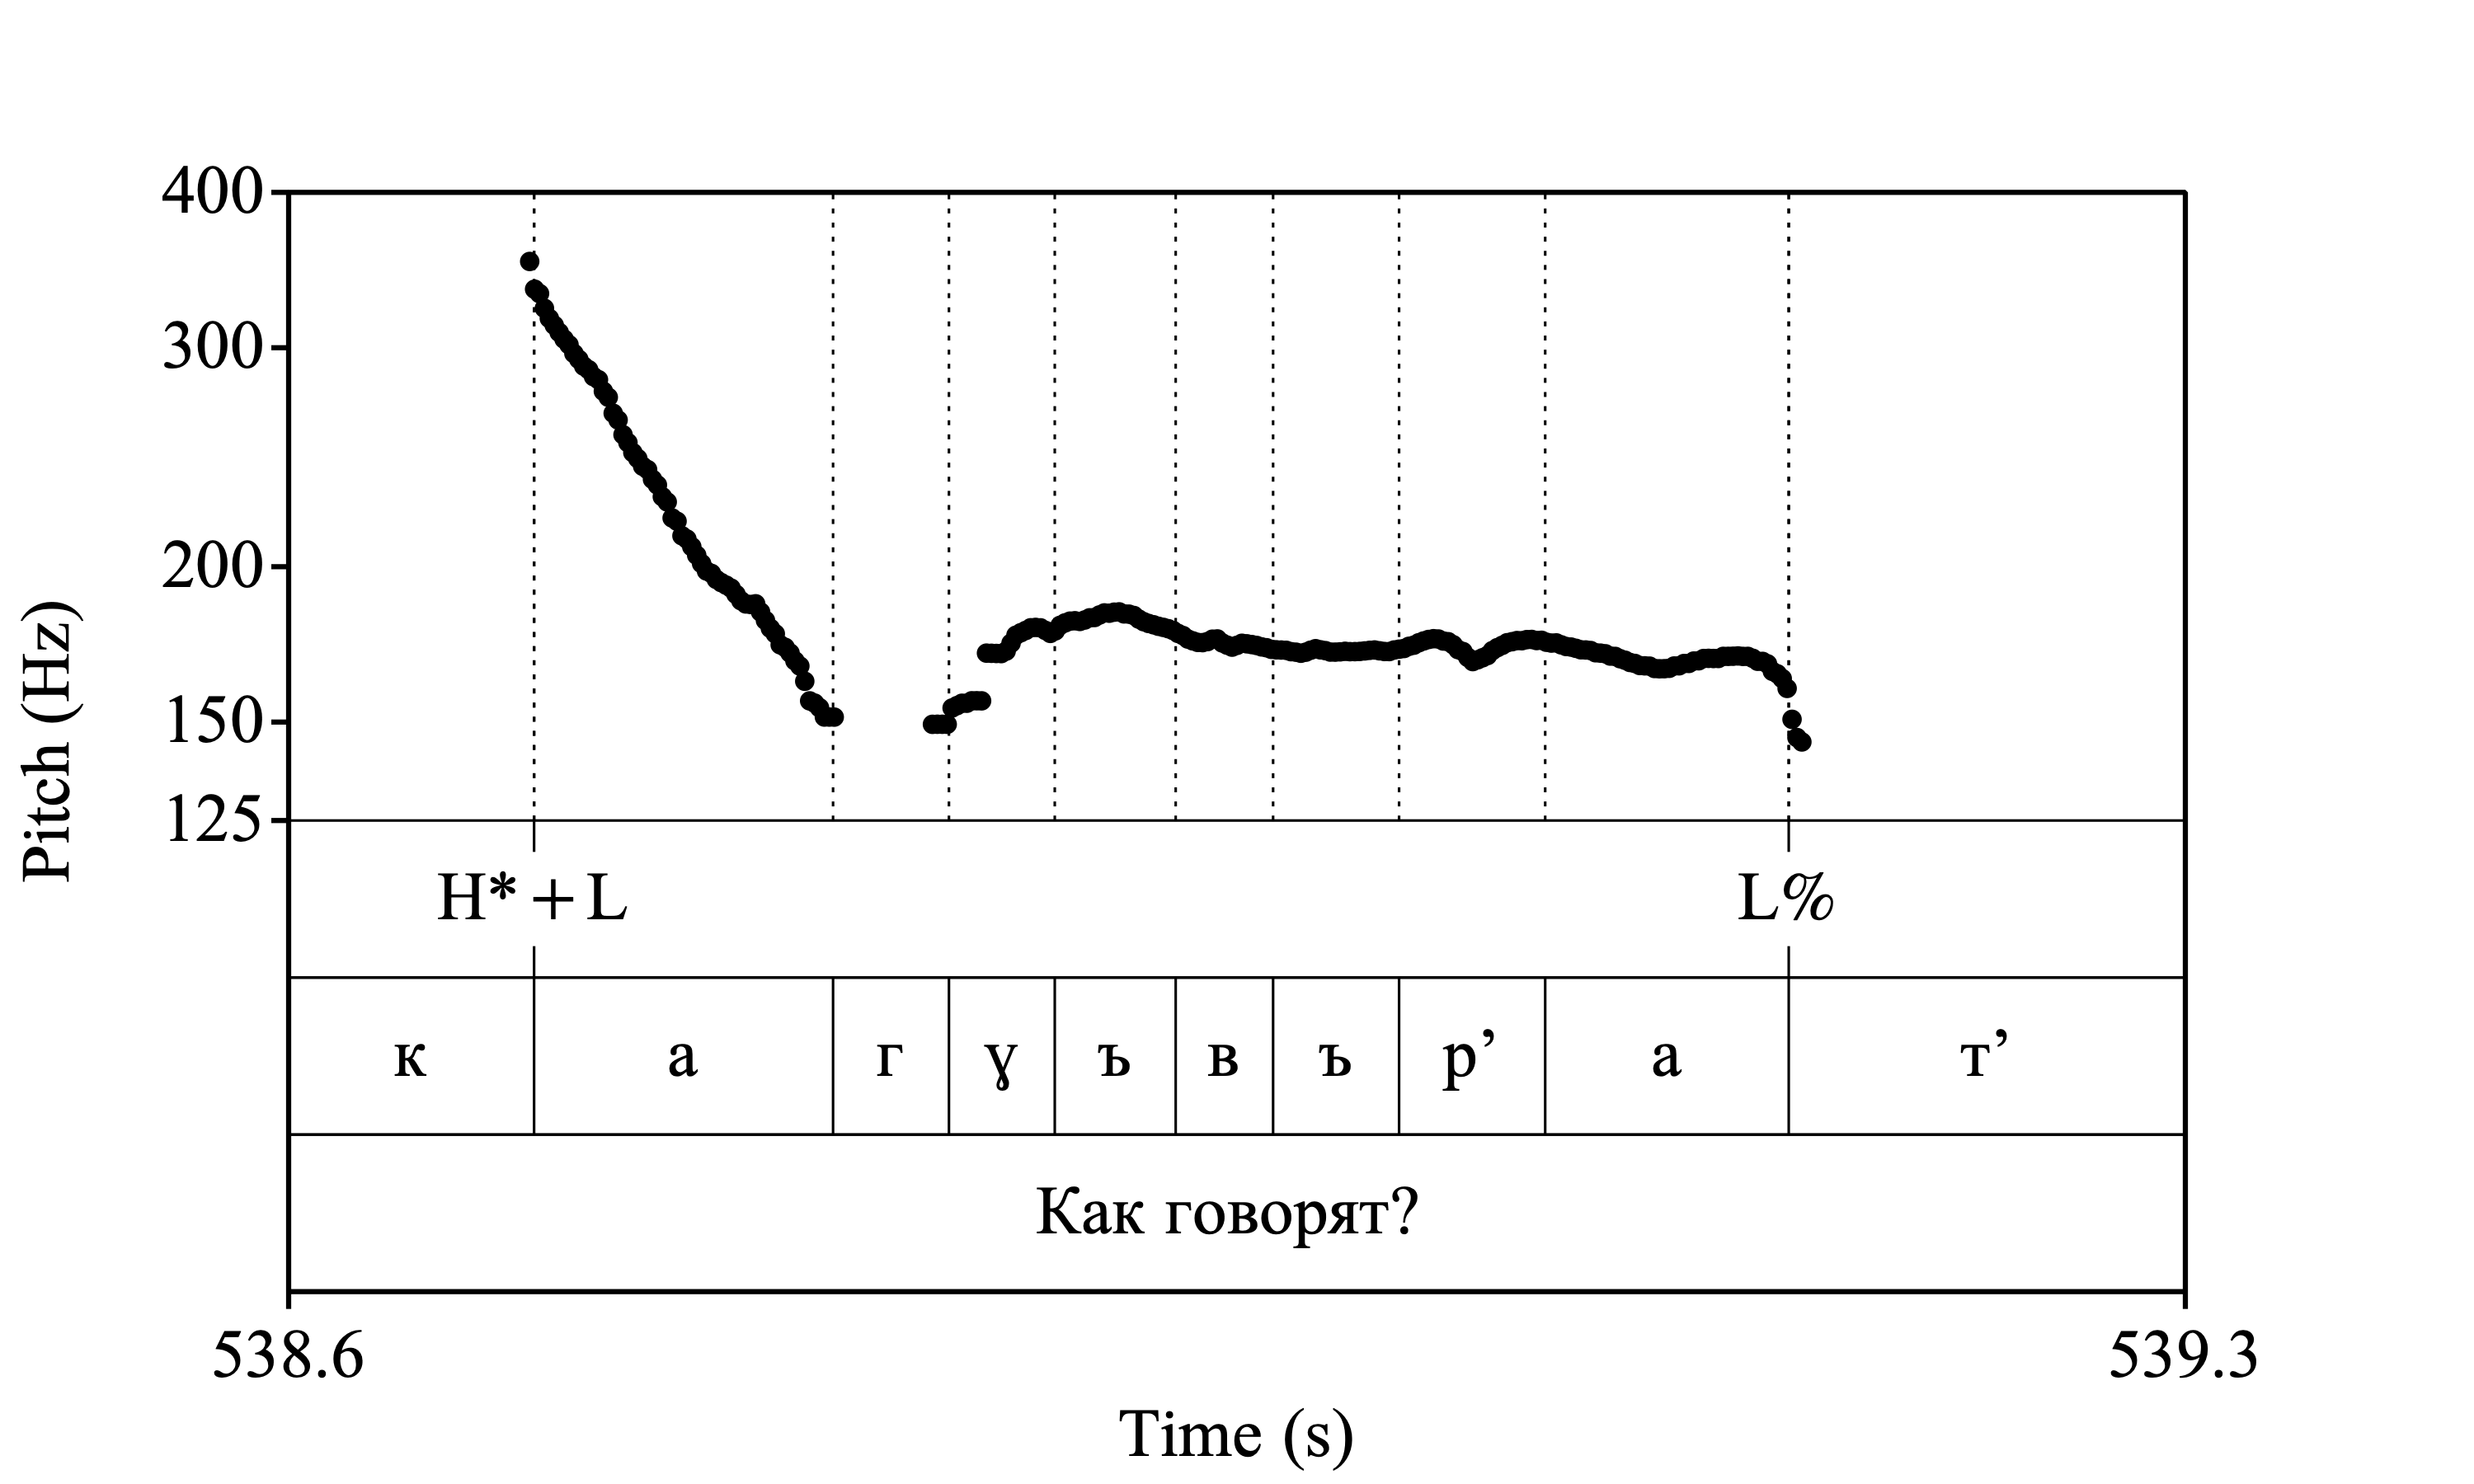 400
300
200
150
125
Pitch (Hz)
H*+L L%
к а г ɣ ъ в ъ р’ а т’
Как говорят?
538.6 539.3
Time (s)